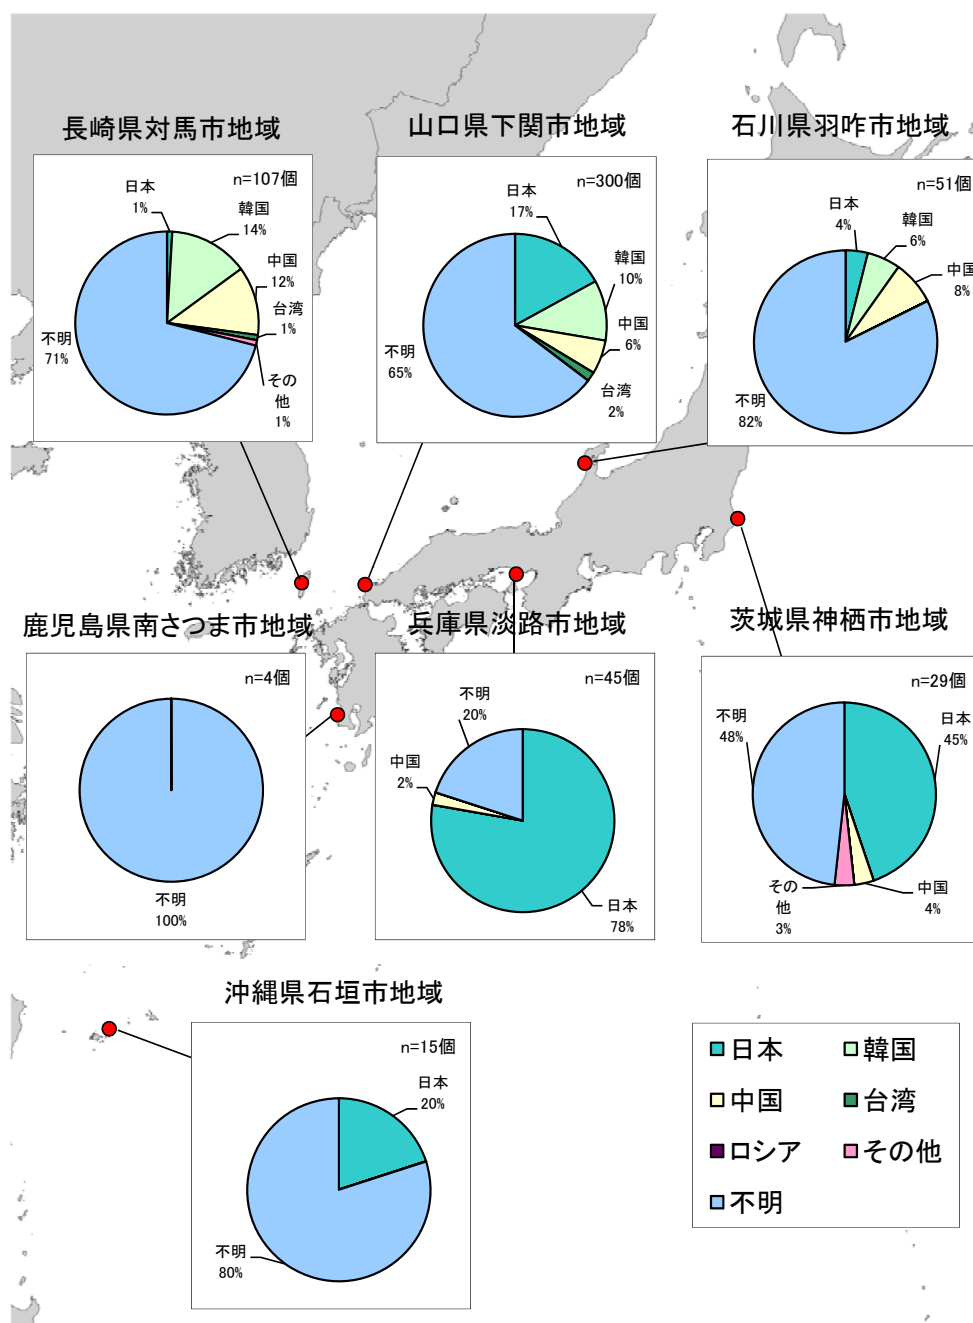 長崎県対馬市地域
n=107個
日本
1%
韓国
14%
中国
12%
台湾
1%
その
他
1%
不明
71%
山口県下関市地域
n=300個
日本
17%
韓国
10%
中国
6%
台湾
2%
不明
65%
石川県羽咋市地域
n=51個
日本
4%
韓国
6%
中国
8%
不明
82%
鹿児島県南さつま市地域
n=4個
不明
100%
兵庫県淡路市地域
n=45個
不明
20%
中国
2%
日本
78%
茨城県神栖市地域
n=29個
不明
48%
日本
45%
その
他
3%
中国
4%
沖縄県石垣市地域
n=15個
日本
20%
不明
80%
日本
韓国
中国
台湾
ロシア
その他
不明